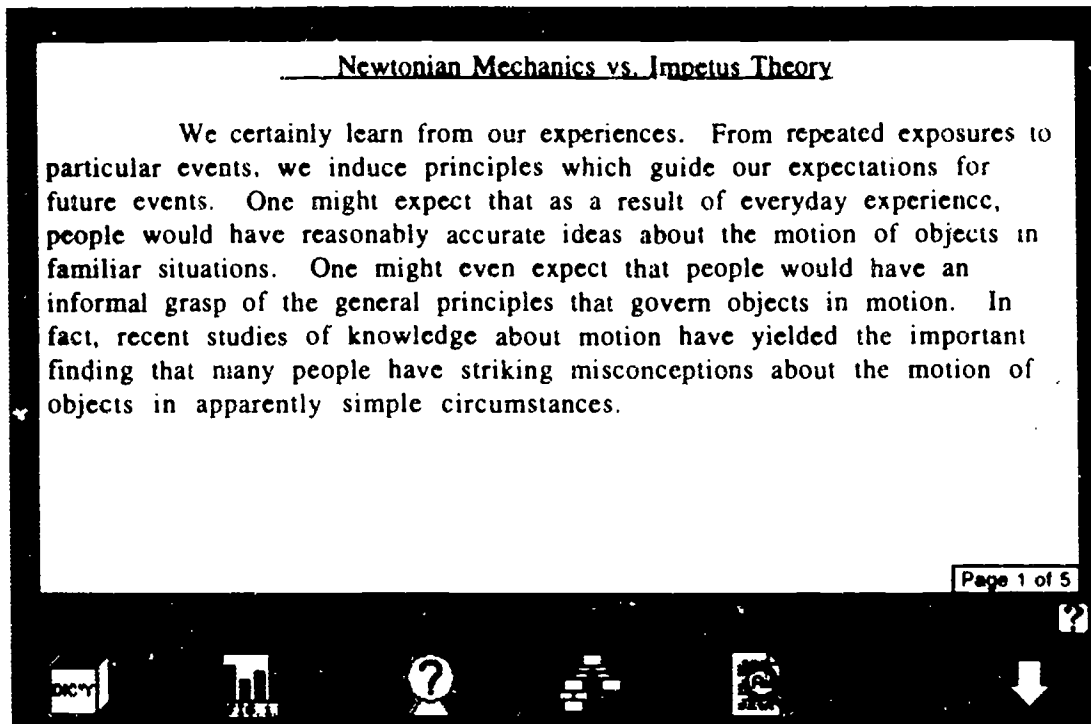 Newtonian Mechanics vs. Impetus Theory
We certainly learn from our experiences. From repeated exposures to
particular events, we induce principles which guide our expectations for
future events. One might expect that as a result of everyday experience,
people would have reasonably accurate ideas about the motion of objects in
familiar situations. One might even expect that people would have an
informal grasp of the general principles that govern objects in motion. In
fact, recent studies of knowledge about motion have yielded the important
finding that many people have striking misconceptions about the motion of
objects in apparently simple circumstances.
Page 1 of 5
?
?